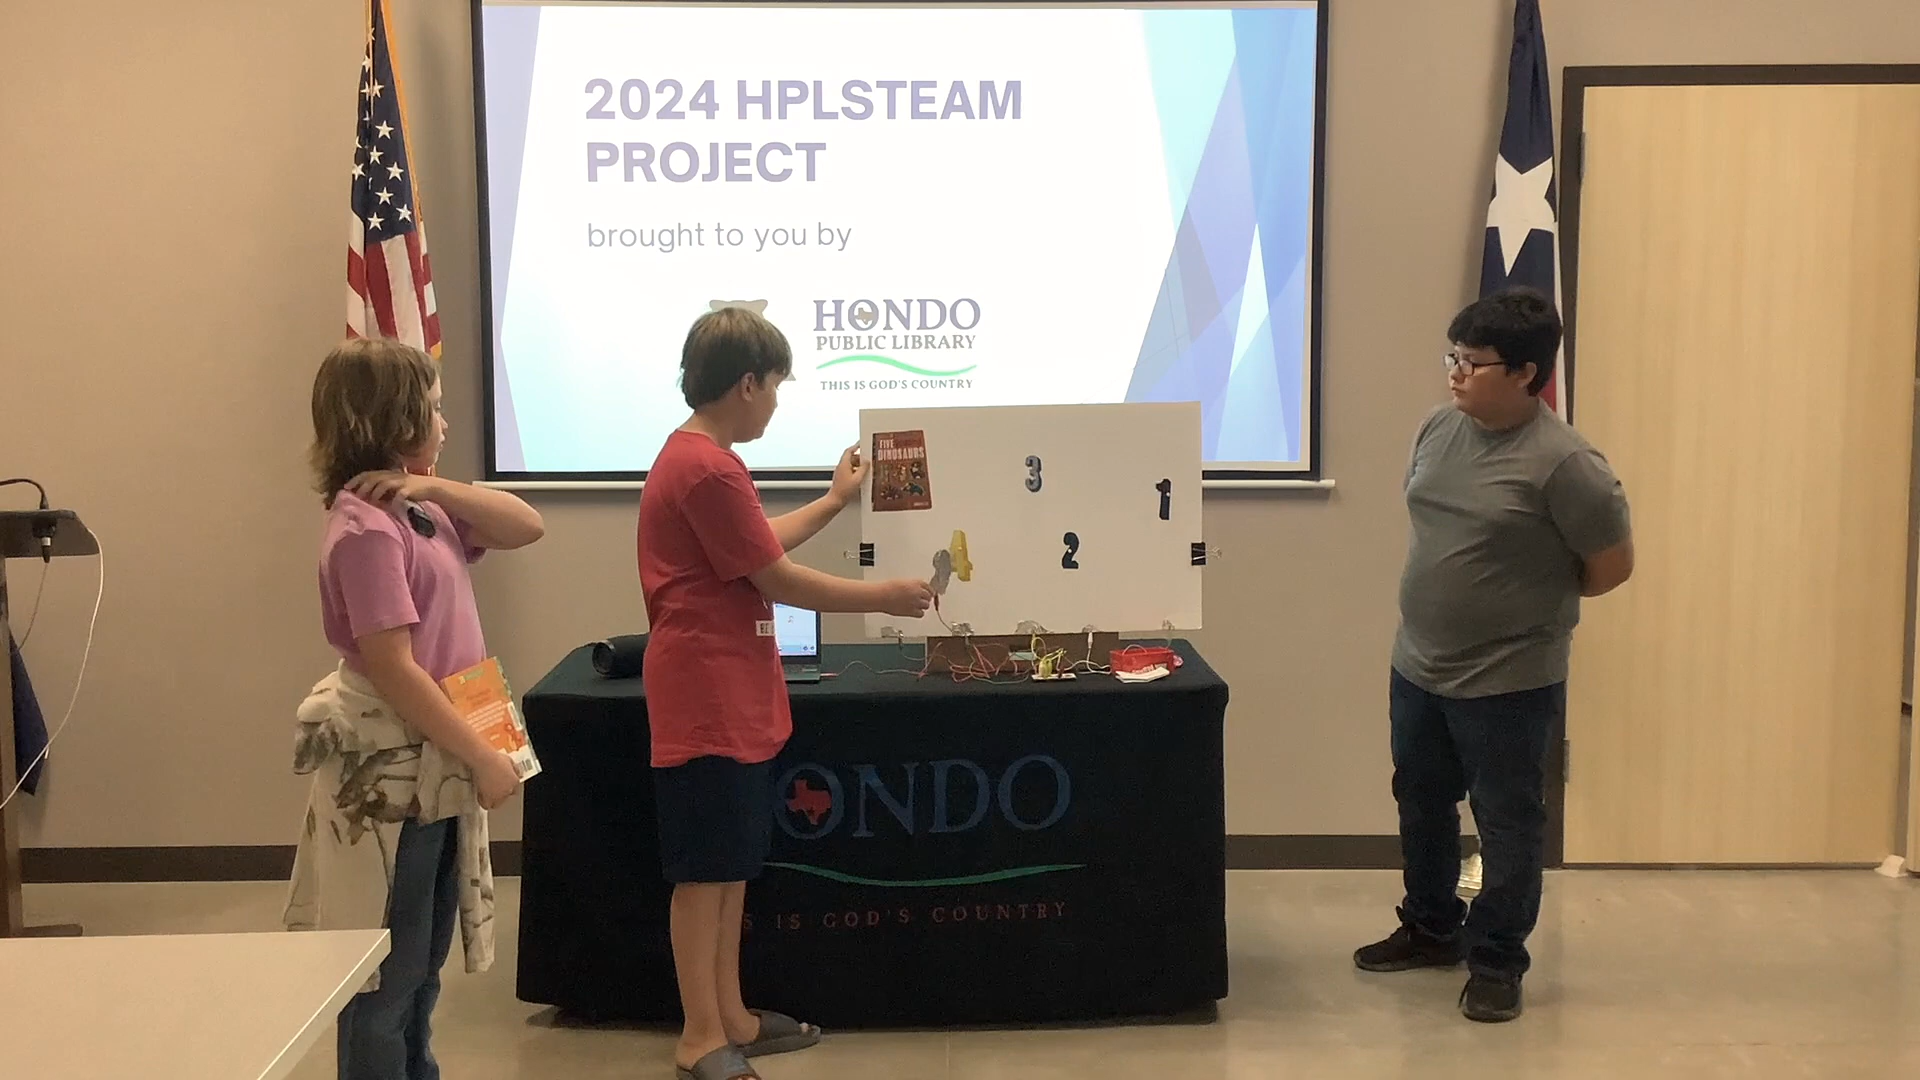 2024 HPLSTEAM
PROJECT
brought to you by
HONDO
PUBLIC LIBRARY
THIS IS GOD'S COUNTRY
FIVE
DINOSAURS
3
1
4
2
ONDO
S IS GOD'S COUNTRY